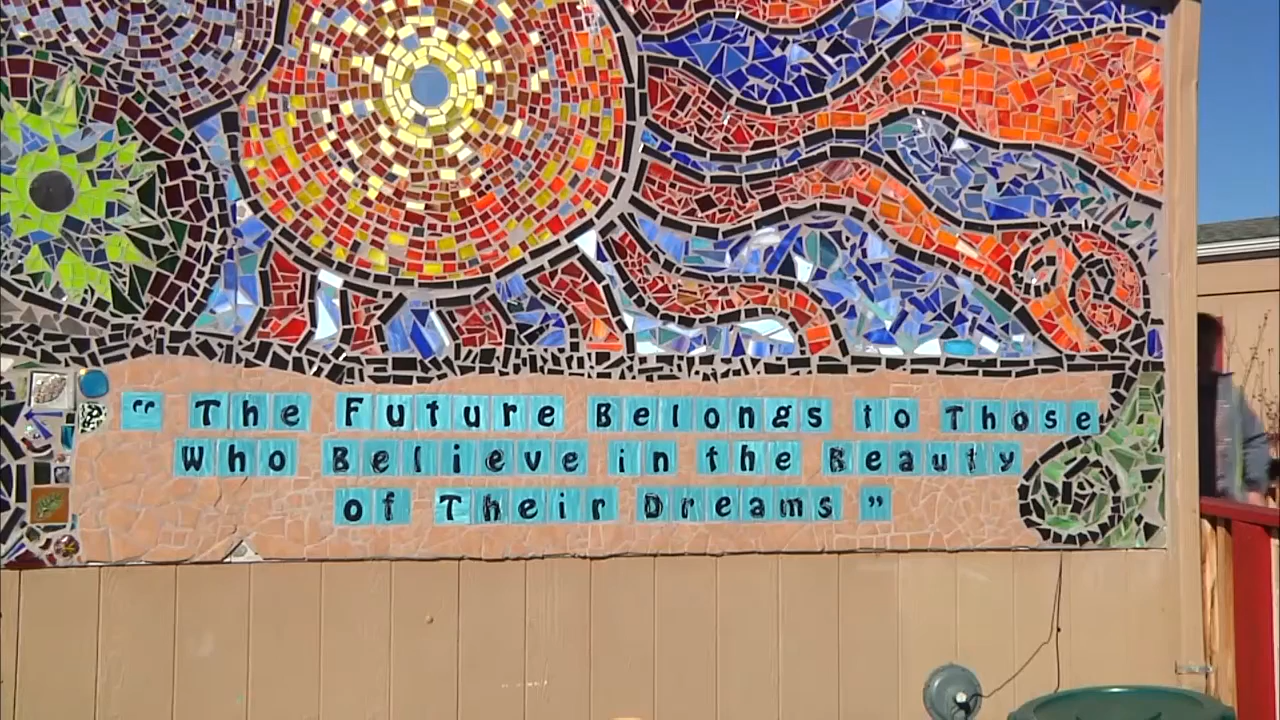 “ The Future Belongs to Those
Who Believe in the Beauty
of Their Dreams ”